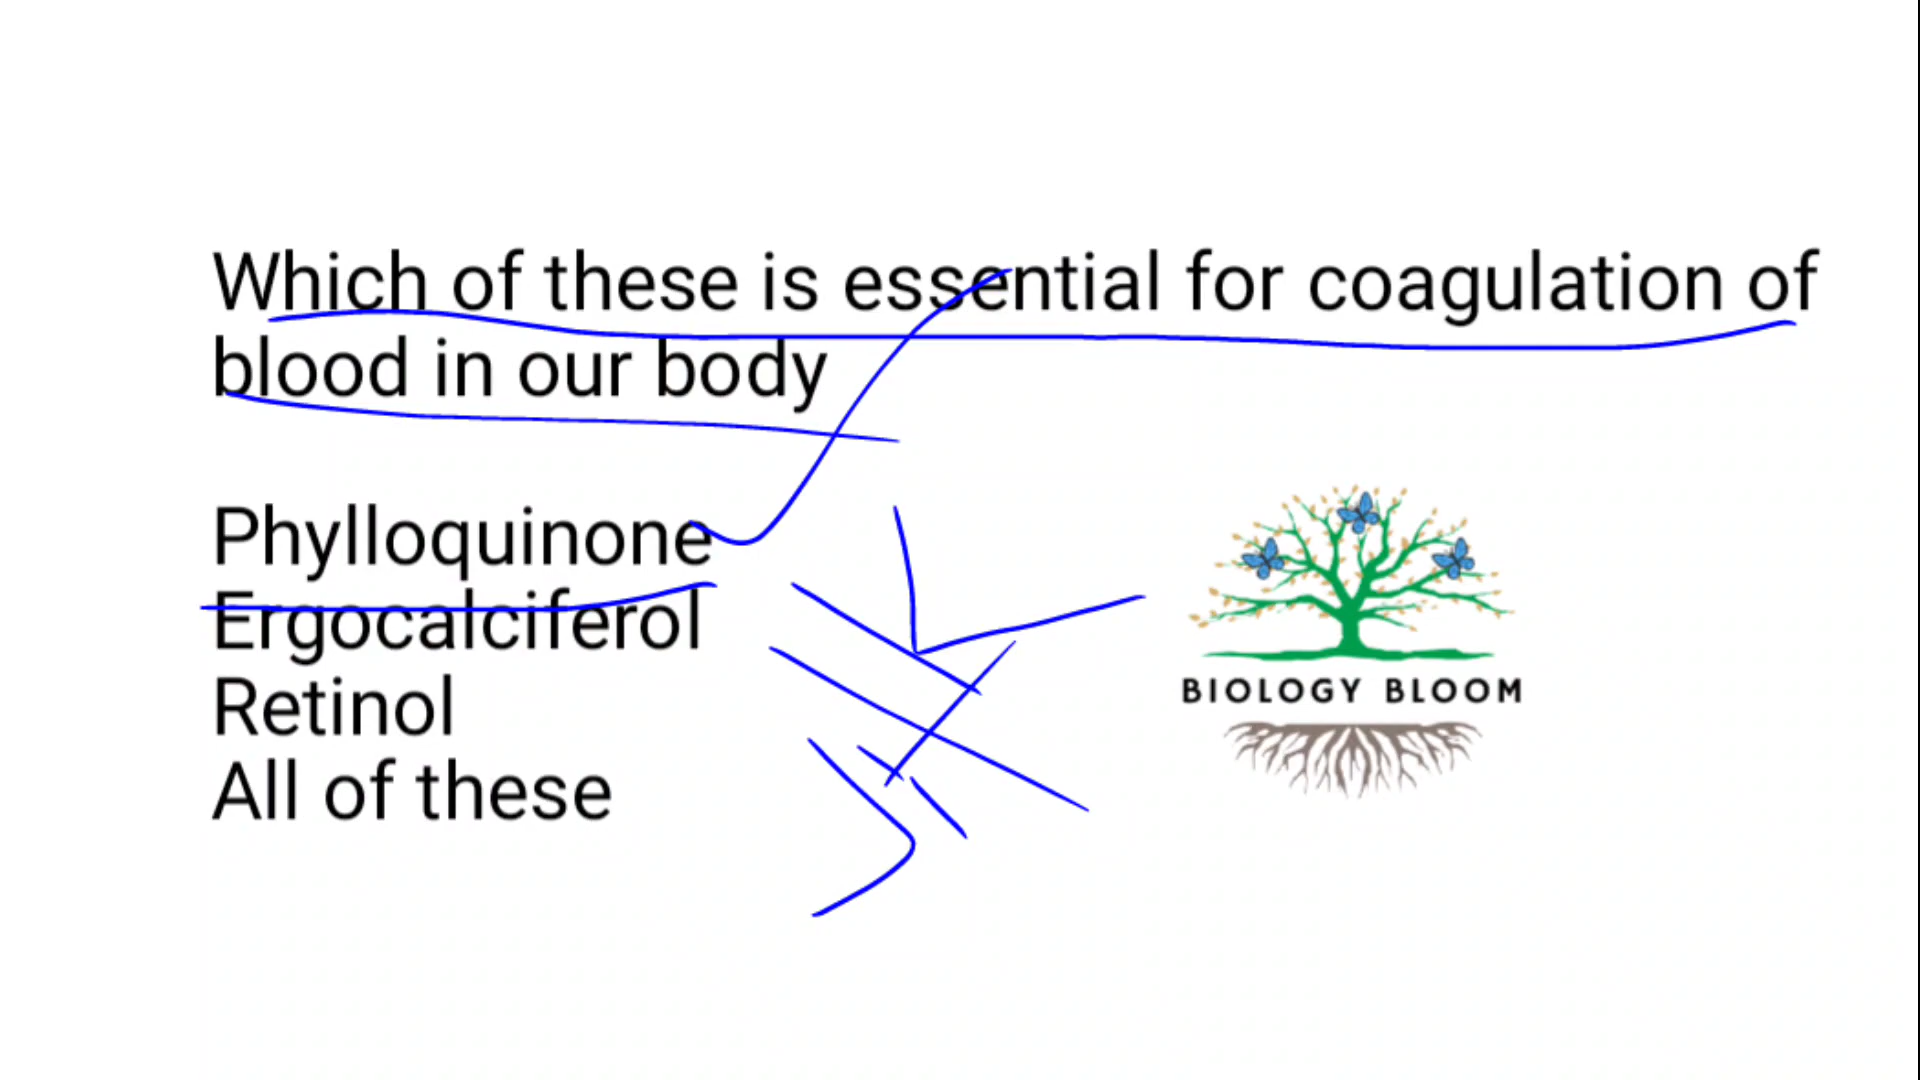 Which of these is essential for coagulation of
blood in our body
Phylloquinone
Ergocalciferol
Retinol
All of these
BIOLOGY BLOOM